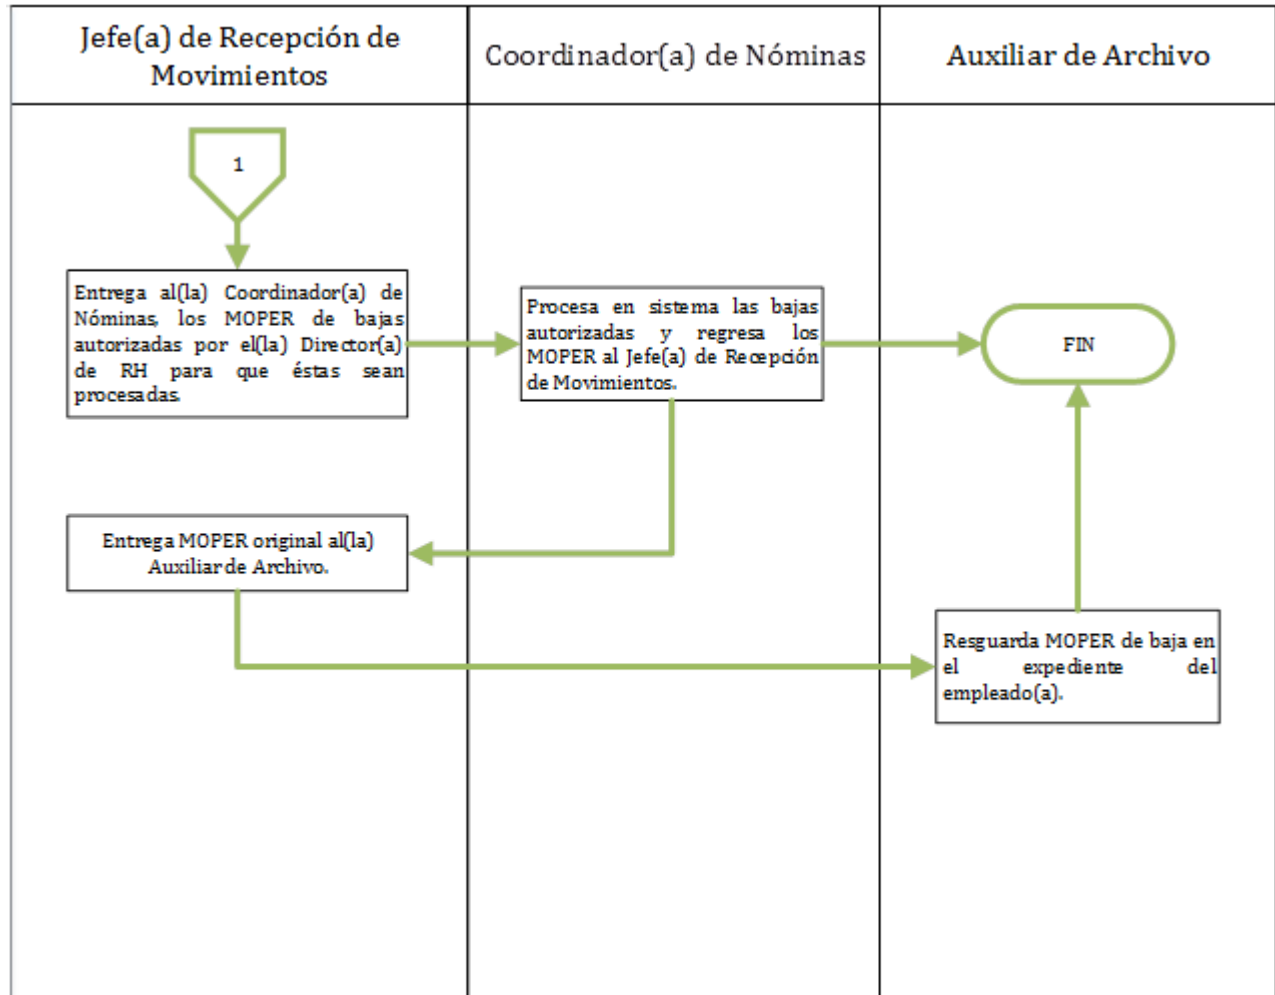 Jefe(a) de Recepción de
Movimientos
Coordinador(a) de Nóminas
Auxiliar de Archivo
1
Entrega al(la) Coordinador(a) de
Nóminas, los MOPER de bajas
autorizadas por el(la) Director(a)
de RH para que éstas sean
procesadas.
Procesa en sistema las bajas
autorizadas y regresa los
MOPER al Jefe(a) de Recepción
de Movimientos.
FIN
Entrega MOPER original al(la)
Auxiliar de Archivo.
Resguarda MOPER de baja en
el expediente del
empleado(a).